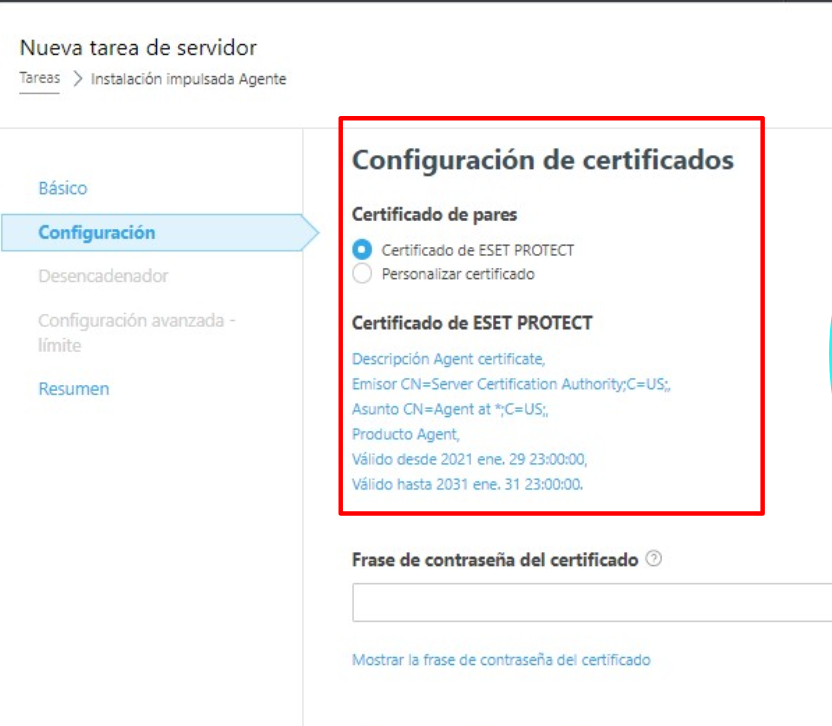 Nueva tarea de servidor
Tareas > Instalación impulsada Agente
Básico
Configuración
Desencadenador
Configuración avanzada -
límite
Resumen
Configuración de certificados
Certificado de pares
Certificado de ESET PROTECT
Personalizar certificado
Certificado de ESET PROTECT
Descripción Agent certificate,
Emisor CN=Server Certification Authority;C=US;,
Asunto CN=Agent at *;C=US;,
Producto Agent,
Válido desde 2021 ene. 29 23:00:00,
Válido hasta 2031 ene. 31 23:00:00.
Frase de contraseña del certificado ?
Mostrar la frase de contraseña del certificado